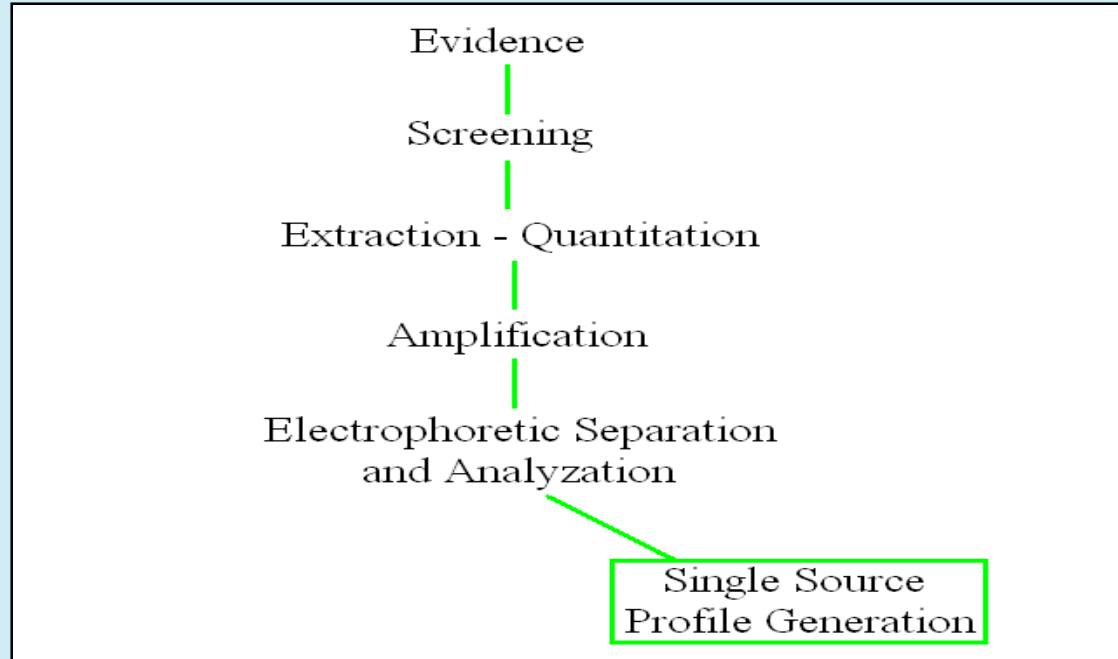 Evidence
Screening
Extraction - Quantitation
Amplification
Electrophoretic Separation
and Analyzation
Single Source
Profile Generation